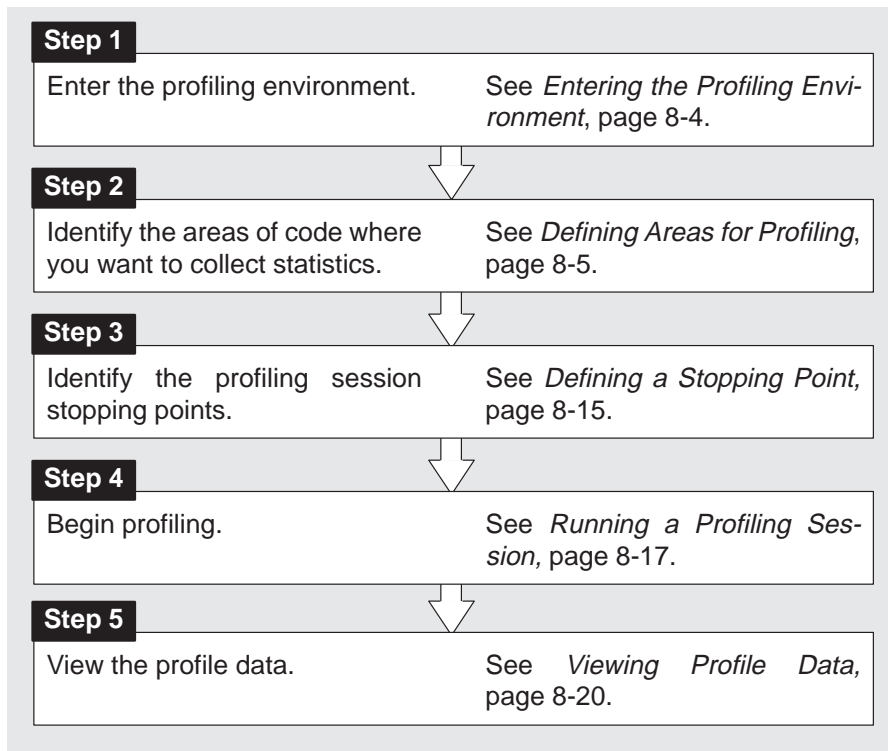 Step 1
Enter the profiling environment.
See Entering the Profiling Envi-
ronment, page 8-4.
Step 2
Identify the areas of code where
you want to collect statistics.
See Defining Areas for Profiling,
page 8-5.
Step 3
Identify the profiling session
stopping points.
See Defining a Stopping Point,
page 8-15.
Step 4
Begin profiling.
See Running a Profiling Ses-
sion, page 8-17.
Step 5
View the profile data.
See Viewing Profile Data,
page 8-20.